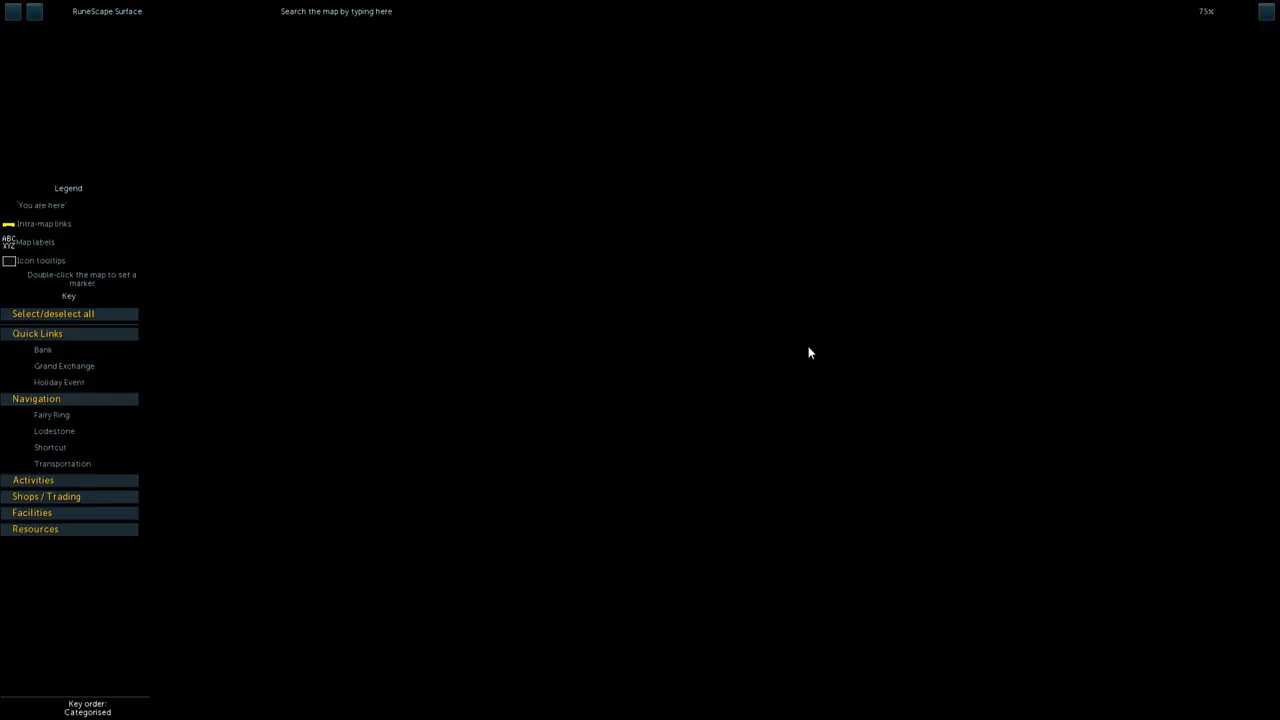 RuneScape Surface
Search the map by typing here
75%
Legend
'You are here'
Intra-map links
ABC
XYZ
Map labels
Icon tooltips
Double-click the map to set a
marker
Key
Select/deselect all
Quick Links
Bank
Grand Exchange
Holiday Event
Navigation
Fairy Ring
Lodestone
Shortcut
Transportation
Activities
Shops / Trading
Facilities
Resources
Key order:
Categorised